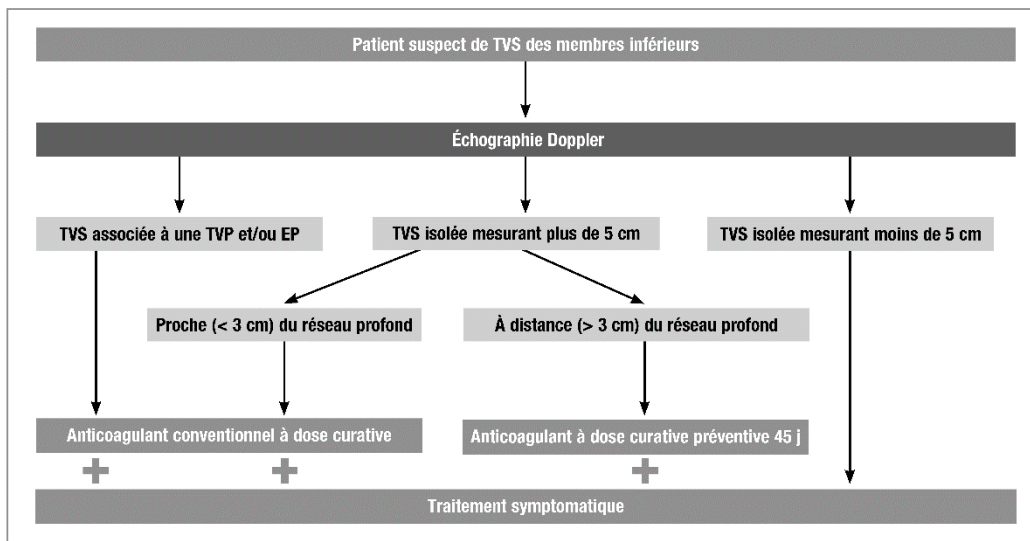 Patient suspect de TVS des membres inférieurs
Échographie Doppler
TVS associée à une TVP et/ou EP
TVS isolée mesurant plus de 5 cm
TVS isolée mesurant moins de 5 cm
Proche (< 3 cm) du réseau profond
À distance (> 3 cm) du réseau profond
Anticoagulant conventionnel à dose curative
Anticoagulant à dose curative préventive 45 j
+ + +
Traitement symptomatique